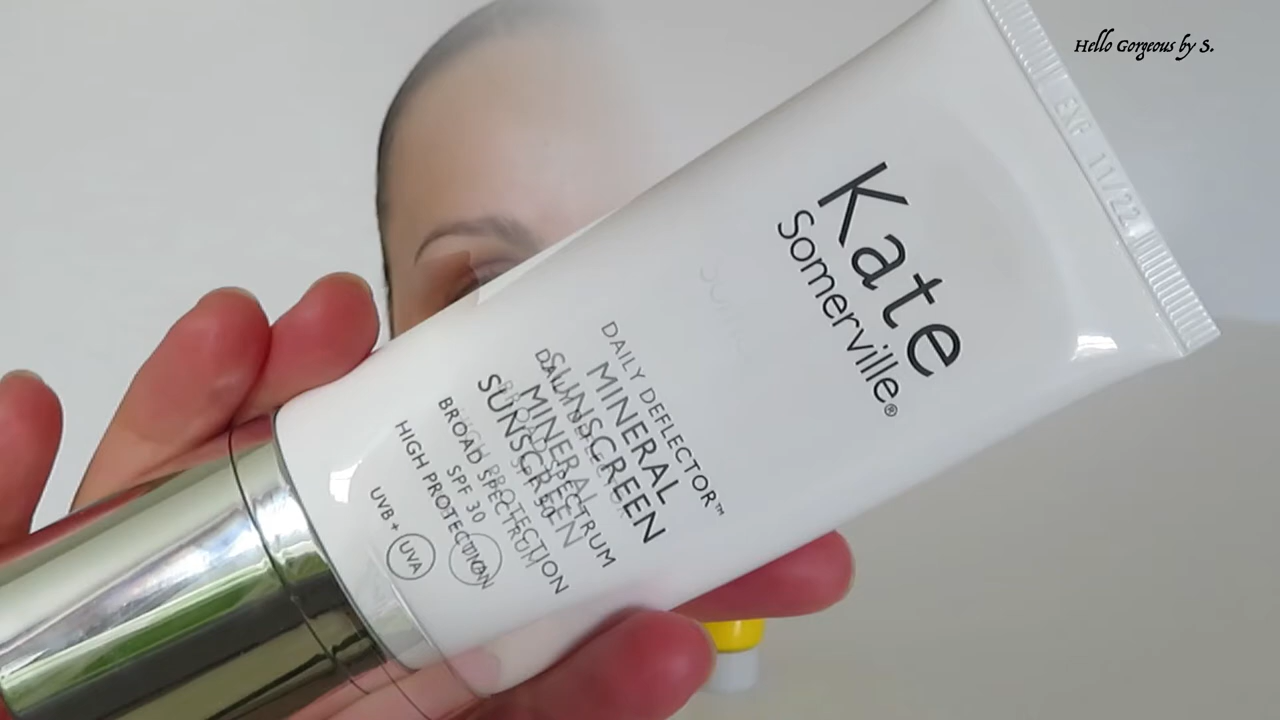 Hello Gorgeous by S.
EXP 11/22
Kate
Somerville®
DAILY DEFLECTOR™
MINERAL
SUNSCREEN
BROAD SPECTRUM
SPF 30
HIGH PROTECTION
UVB + UVA